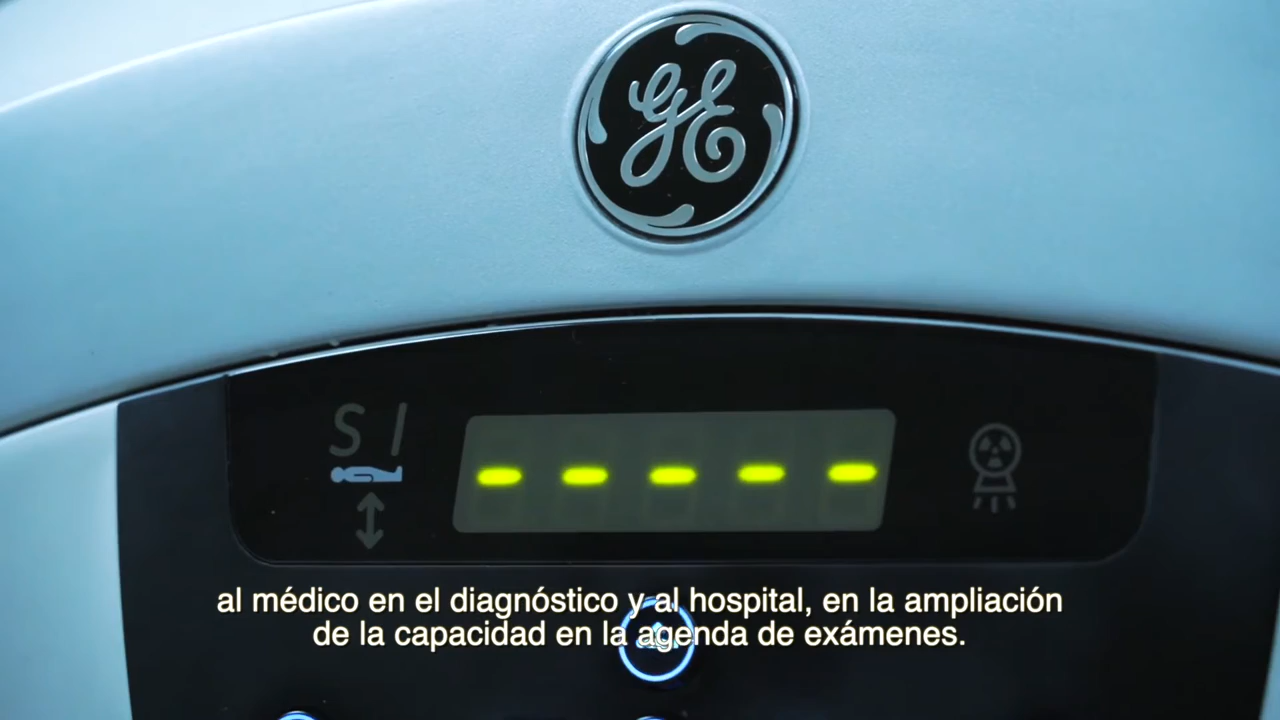 GE
S I
- - - - -
al médico en el diagnóstico y al hospital, en la ampliación
de la capacidad en la agenda de exámenes.